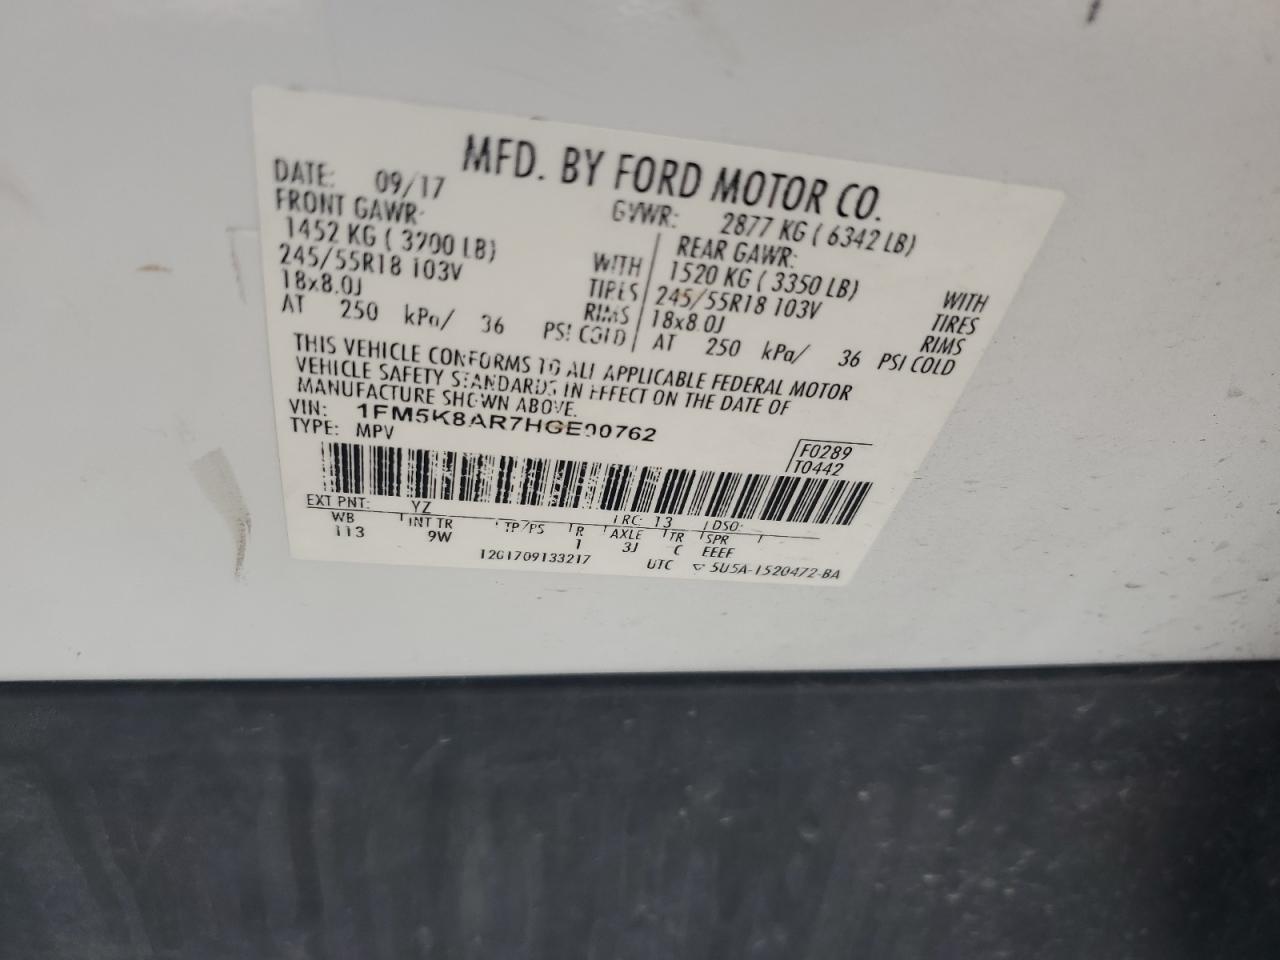 MFD. BY FORD MOTOR CO.
DATE: 09/17 GVWR: 2877 KG ( 6342 LB)
FRONT GAWR: REAR GAWR:
1452 KG ( 3200 LB) WITH 1520 KG ( 3350 LB) WITH
245/55R18 103V TIRES 245/55R18 103V TIRES
18x8.0J RIMS 18x8.0J RIMS
AT 250 kPa/ 36 PSI COLD AT 250 kPa/ 36 PSI COLD
THIS VEHICLE CONFORMS TO ALL APPLICABLE FEDERAL MOTOR
VEHICLE SAFETY STANDARDS IN EFFECT ON THE DATE OF
MANUFACTURE SHOWN ABOVE.
VIN: 1FM5K8AR7HGE00762
TYPE: MPV
F0289
T0442
EXT PNT: YZ RC: 13 DSO:
WB INT TR TP/PS R AXLE TR SPR
113 9W 1 3J C EEEE
12G1709133217 UTC ▽ 5U5A-1520472-BA